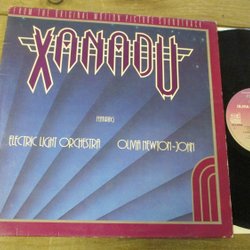 FROM THE ORIGINAL MOTION PICTURE SOUNDTRACK
XANADU
FEATURING
ELECTRIC LIGHT ORCHESTRA OLIVIA NEWTON-JOHN